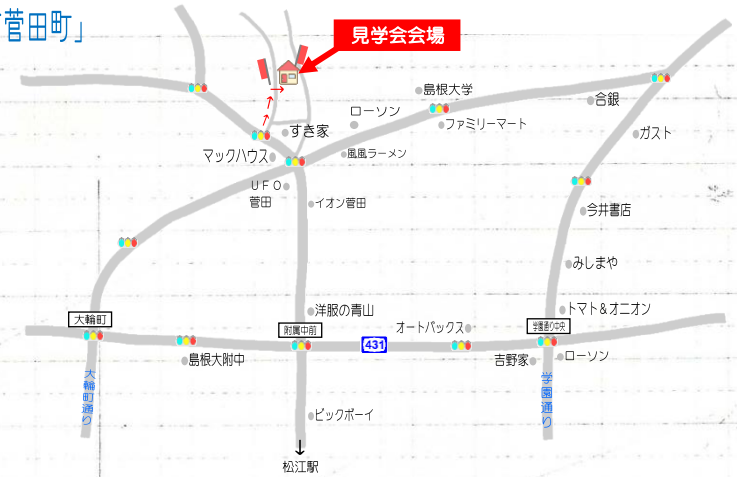 菅田町」
見学会会場
島根大学
合銀
ローソン
ファミリーマート
すき家
ガスト
マックハウス
風風ラーメン
UFO
菅田
イオン菅田
今井書店
みしまや
洋服の青山
トマト&オニオン
大輪町
附属中前
オートバックス
学園通り中央
431
島根大附中
吉野家
ローソン
大輪町通り
学園通り
ビックボーイ
松江駅